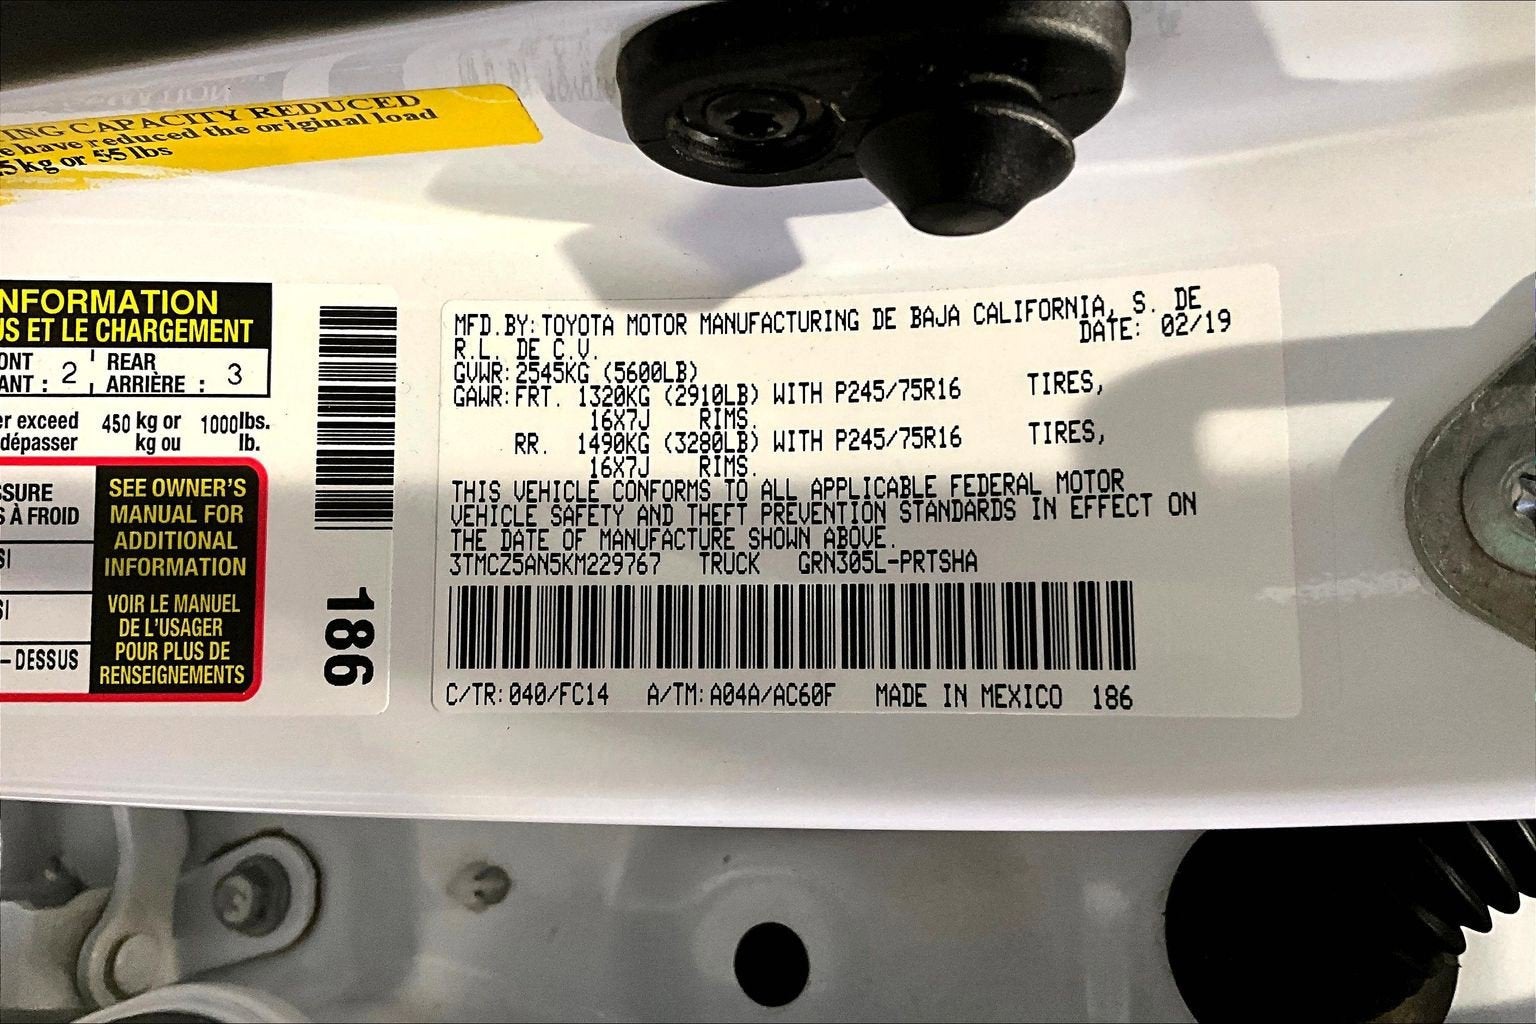 ING CAPACITY REDUCED
e have reduced the original load
5kg or 55 lbs
NFORMATION
US ET LE CHARGEMENT
ONT 2 REAR
ANT : ARRIÈRE : 3
er exceed 450 kg or 1000lbs.
dépasser kg ou lb.
SSURE
S À FROID
SI
SI
-DESSUS
SEE OWNER'S
MANUAL FOR
ADDITIONAL
INFORMATION
VOIR LE MANUEL
DE L'USAGER
POUR PLUS DE
RENSEIGNEMENTS
186
MFD.BY: TOYOTA MOTOR MANUFACTURING DE BAJA CALIFORNIA, S. DE
R.L. DE C.V. DATE: 02/19
GVWR: 2545KG (5600LB)
GAWR: FRT. 1320KG (2910LB) WITH P245/75R16 TIRES,
16X7J RIMS.
RR. 1490KG (3280LB) WITH P245/75R16 TIRES,
16X7J RIMS.
THIS VEHICLE CONFORMS TO ALL APPLICABLE FEDERAL MOTOR
VEHICLE SAFETY AND THEFT PREVENTION STANDARDS IN EFFECT ON
THE DATE OF MANUFACTURE SHOWN ABOVE.
3TMCZ5AN5KM229767 TRUCK GRN305L-PRTSHA
C/TR: 040/FC14 A/TM: A04A/AC60F MADE IN MEXICO 186